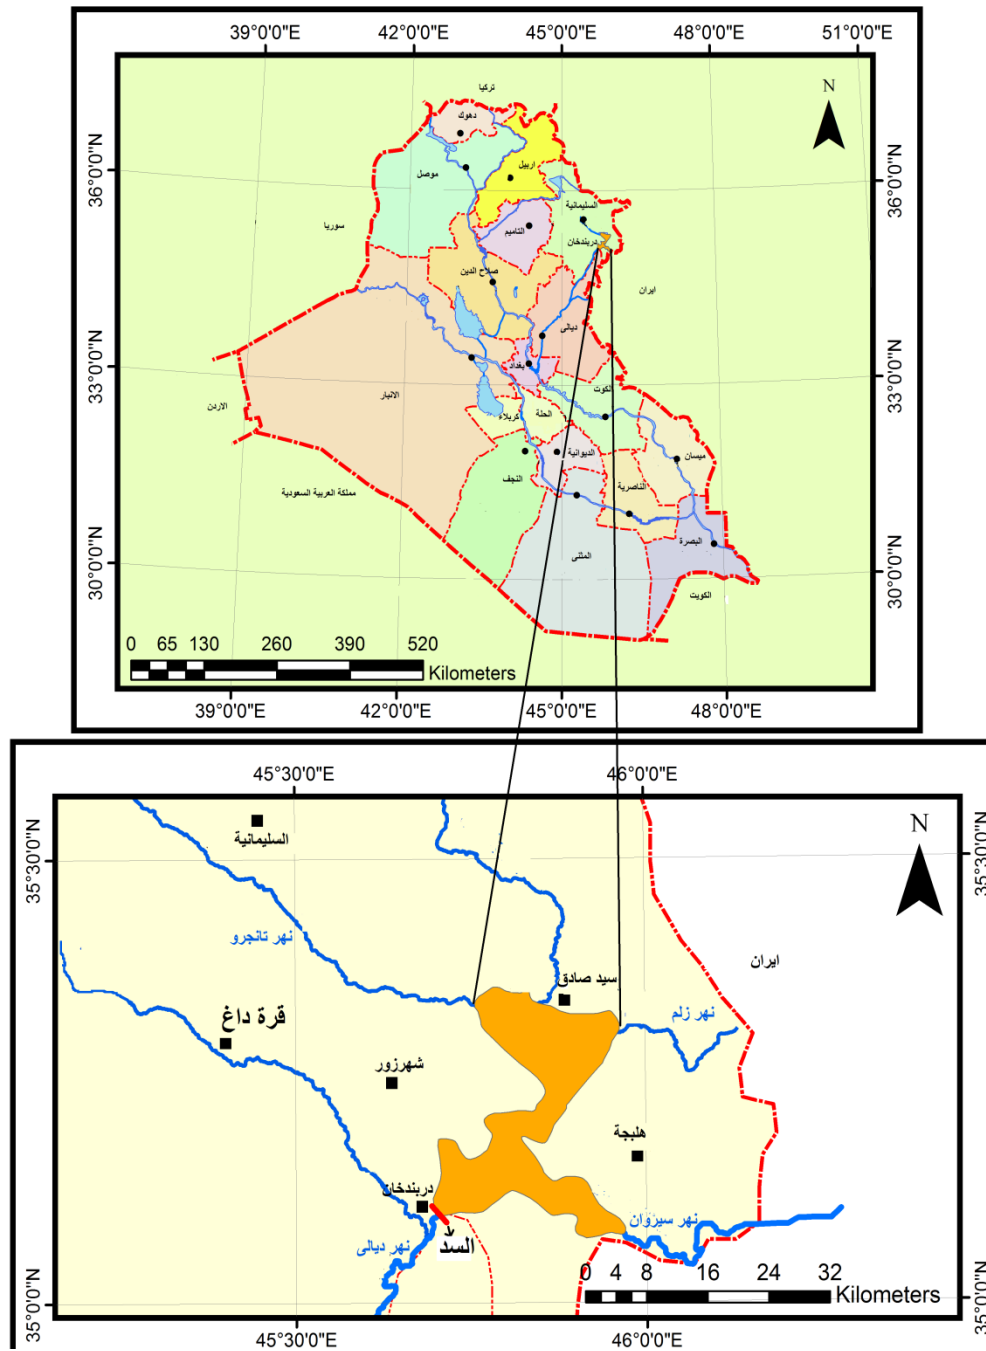 39°0'0"E 42°0'0"E 45°0'0"E 48°0'0"E 51°0'0"E
N
تركيا
دهوك
36°0'0"N
36°0'0"N
موصل
اربيل
السليمانية
سوريا
التاميم
دربندخان
صلاح الدين
ايران
ديالى
33°0'0"N
33°0'0"N
بغداد
الانبار
الكوت
الاردن
كربلاء
الحلة
ميسان
الديوانية
النجف
الناصرية
مملكة العربية السعودية
البصرة
المثنى
30°0'0"N
30°0'0"N
الكويت
0 65 130 260 390 520
Kilometers
39°0'0"E 42°0'0"E 45°0'0"E 48°0'0"E
45°30'0"E 46°0'0"E
N
السليمانية
35°30'0"N
35°30'0"N
نهر تانجرو
ايران
سيد صادق
نهر زلم
قرة داغ
شهرزور
هلبجة
دربندخان
نهر سيروان
السد
نهر ديالى
0 4 8 16 24 32
Kilometers
35°0'0"N
35°0'0"N
45°30'0"E 46°0'0"E